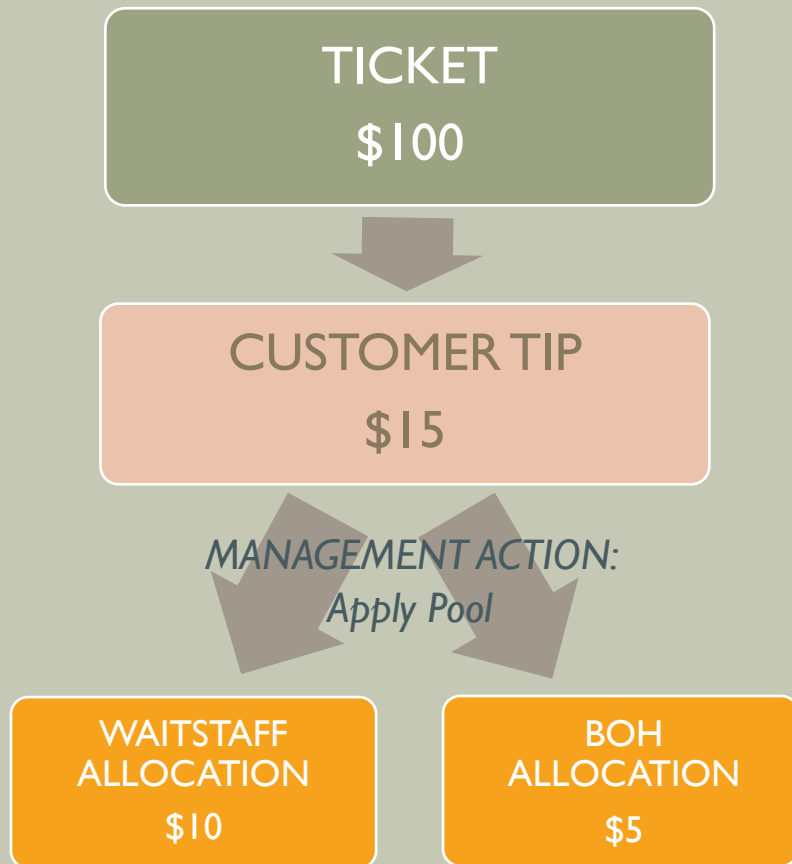 TICKET
$100
CUSTOMER TIP
$15
MANAGEMENT ACTION:
Apply Pool
WAITSTAFF
ALLOCATION
$10
BOH
ALLOCATION
$5